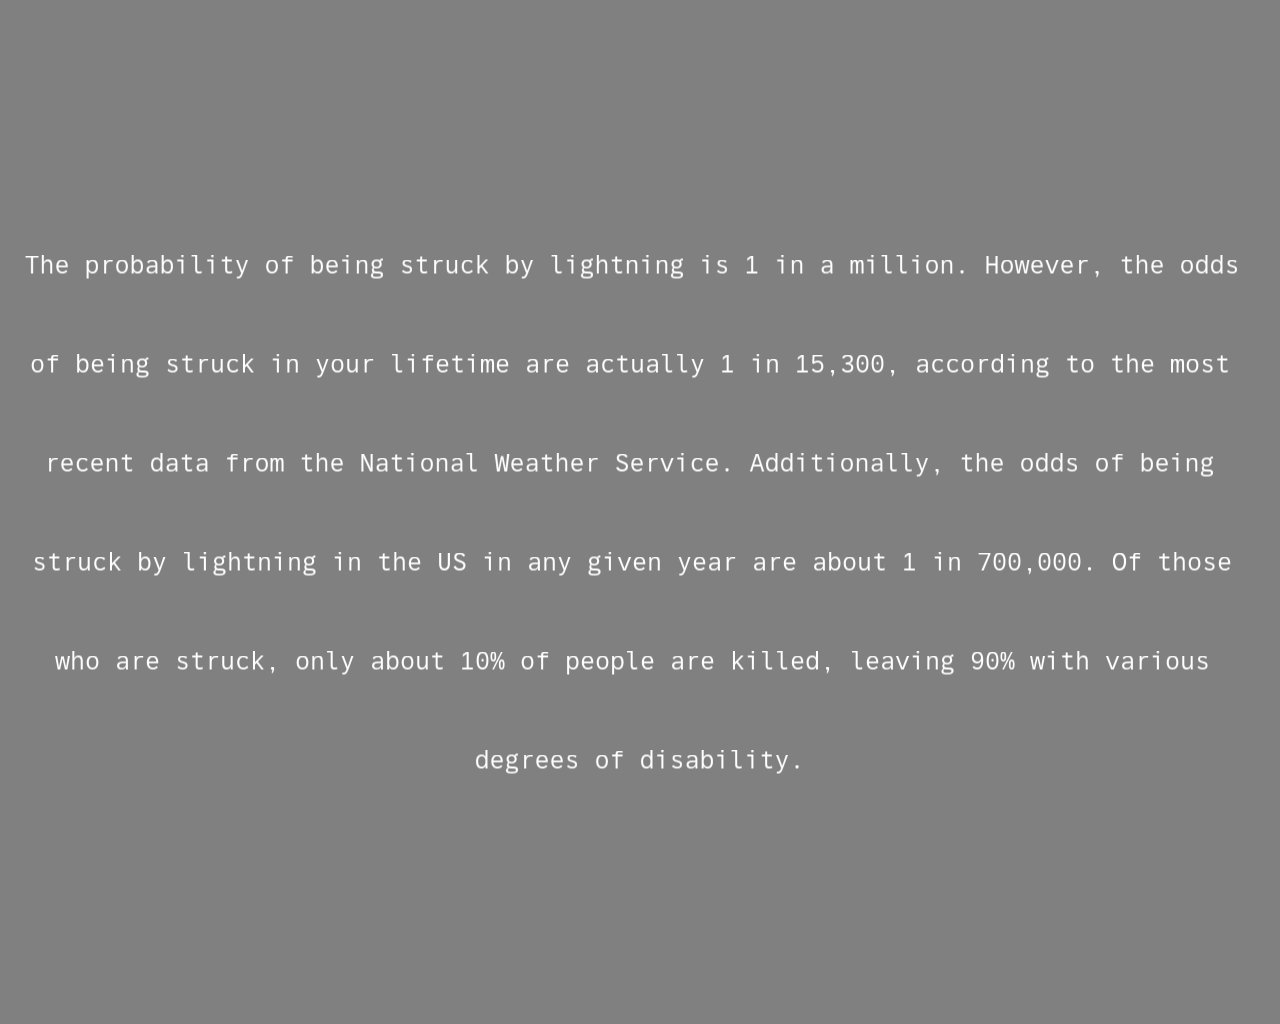 The probability of being struck by lightning is 1 in a million. However, the odds
of being struck in your lifetime are actually 1 in 15,300, according to the most
recent data from the National Weather Service. Additionally, the odds of being
struck by lightning in the US in any given year are about 1 in 700,000. Of those
who are struck, only about 10% of people are killed, leaving 90% with various
degrees of disability.